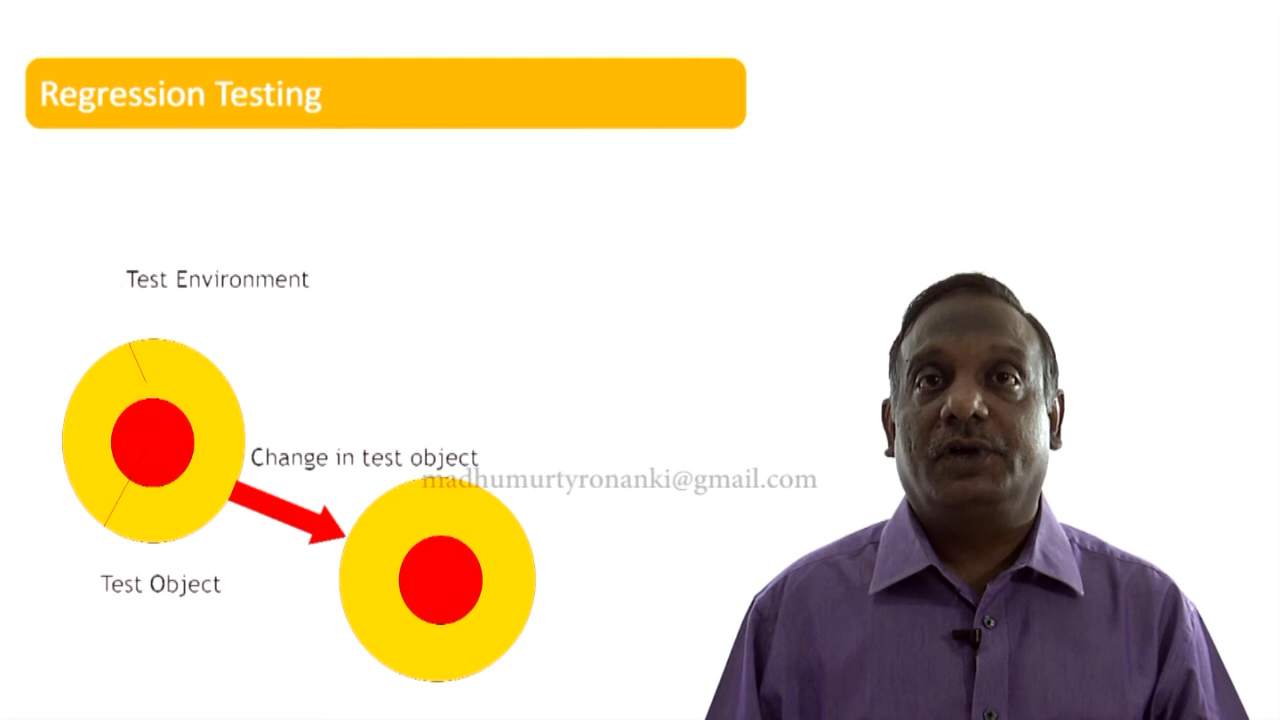 Regression Testing
Test Environment
Change in test object
madhumurtyronanki@gmail.com
Test Object